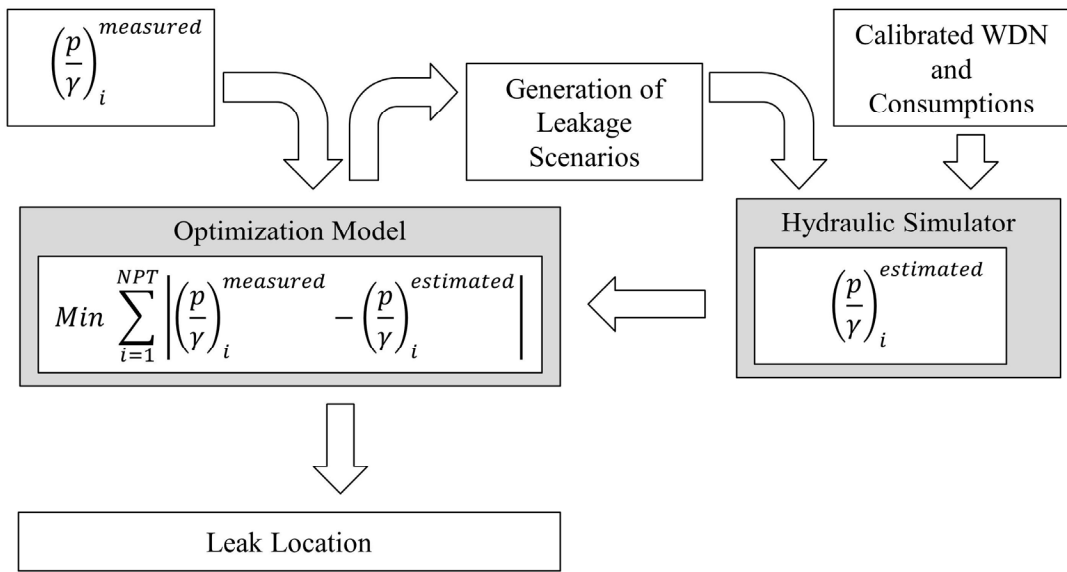 (p/γ)_i^measured
Generation of
Leakage
Scenarios
Calibrated WDN
and
Consumptions
Optimization Model
Min ∑_{i=1}^{NPT} |(p/γ)_i^measured − (p/γ)_i^estimated|
Hydraulic Simulator
(p/γ)_i^estimated
Leak Location